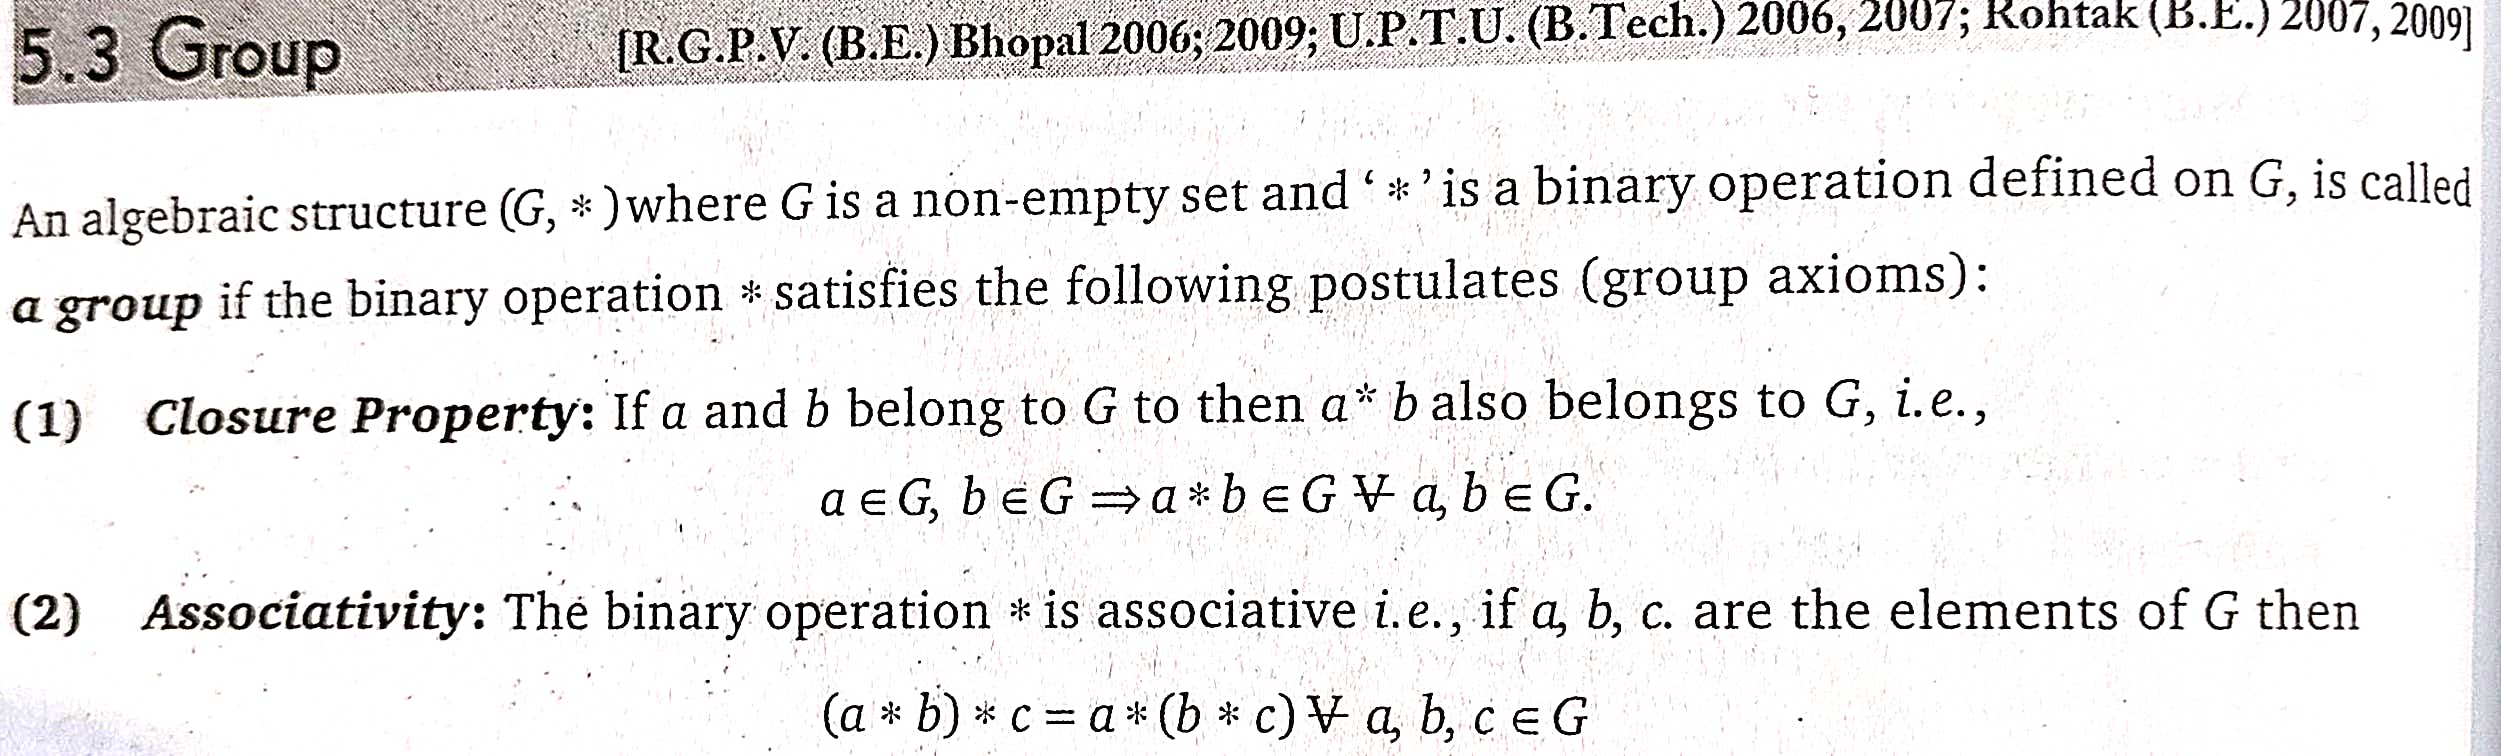 5.3 Group [R.G.P.V. (B.E.) Bhopal 2006; 2009; U.P.T.U. (B.Tech.) 2006, 2007; Rohtak (B.E.) 2007, 2009]
An algebraic structure (G, *) where G is a non-empty set and ‘ * ’ is a binary operation defined on G, is called
a group if the binary operation * satisfies the following postulates (group axioms):
(1) Closure Property: If a and b belong to G to then a * b also belongs to G, i.e.,
a ∈ G, b ∈ G ⇒ a * b ∈ G ∀ a, b ∈ G.
(2) Associativity: The binary operation * is associative i.e., if a, b, c. are the elements of G then
(a * b) * c = a * (b * c) ∀ a, b, c ∈ G